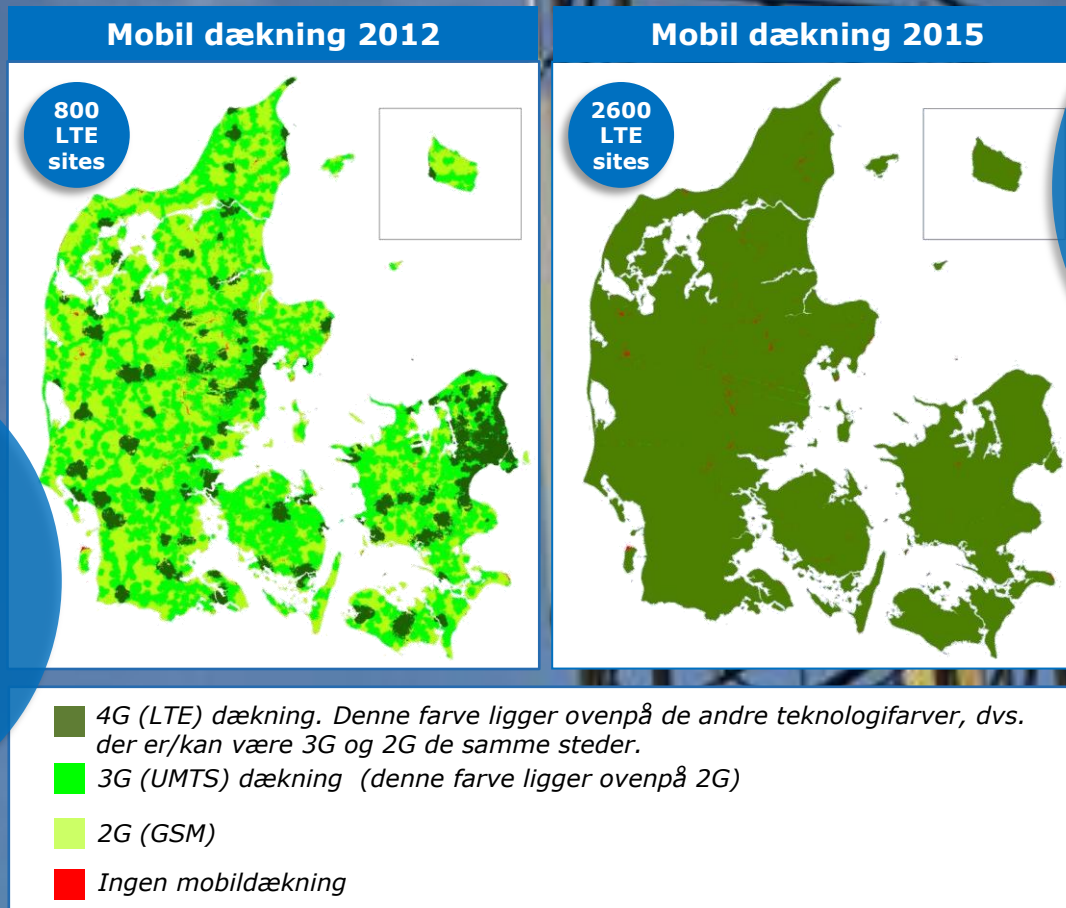 Mobil dækning 2012
800
LTE
sites
Mobil dækning 2015
2600
LTE
sites
4G (LTE) dækning. Denne farve ligger ovenpå de andre teknologifarver, dvs.
der er/kan være 3G og 2G de samme steder.
3G (UMTS) dækning (denne farve ligger ovenpå 2G)
2G (GSM)
Ingen mobildækning